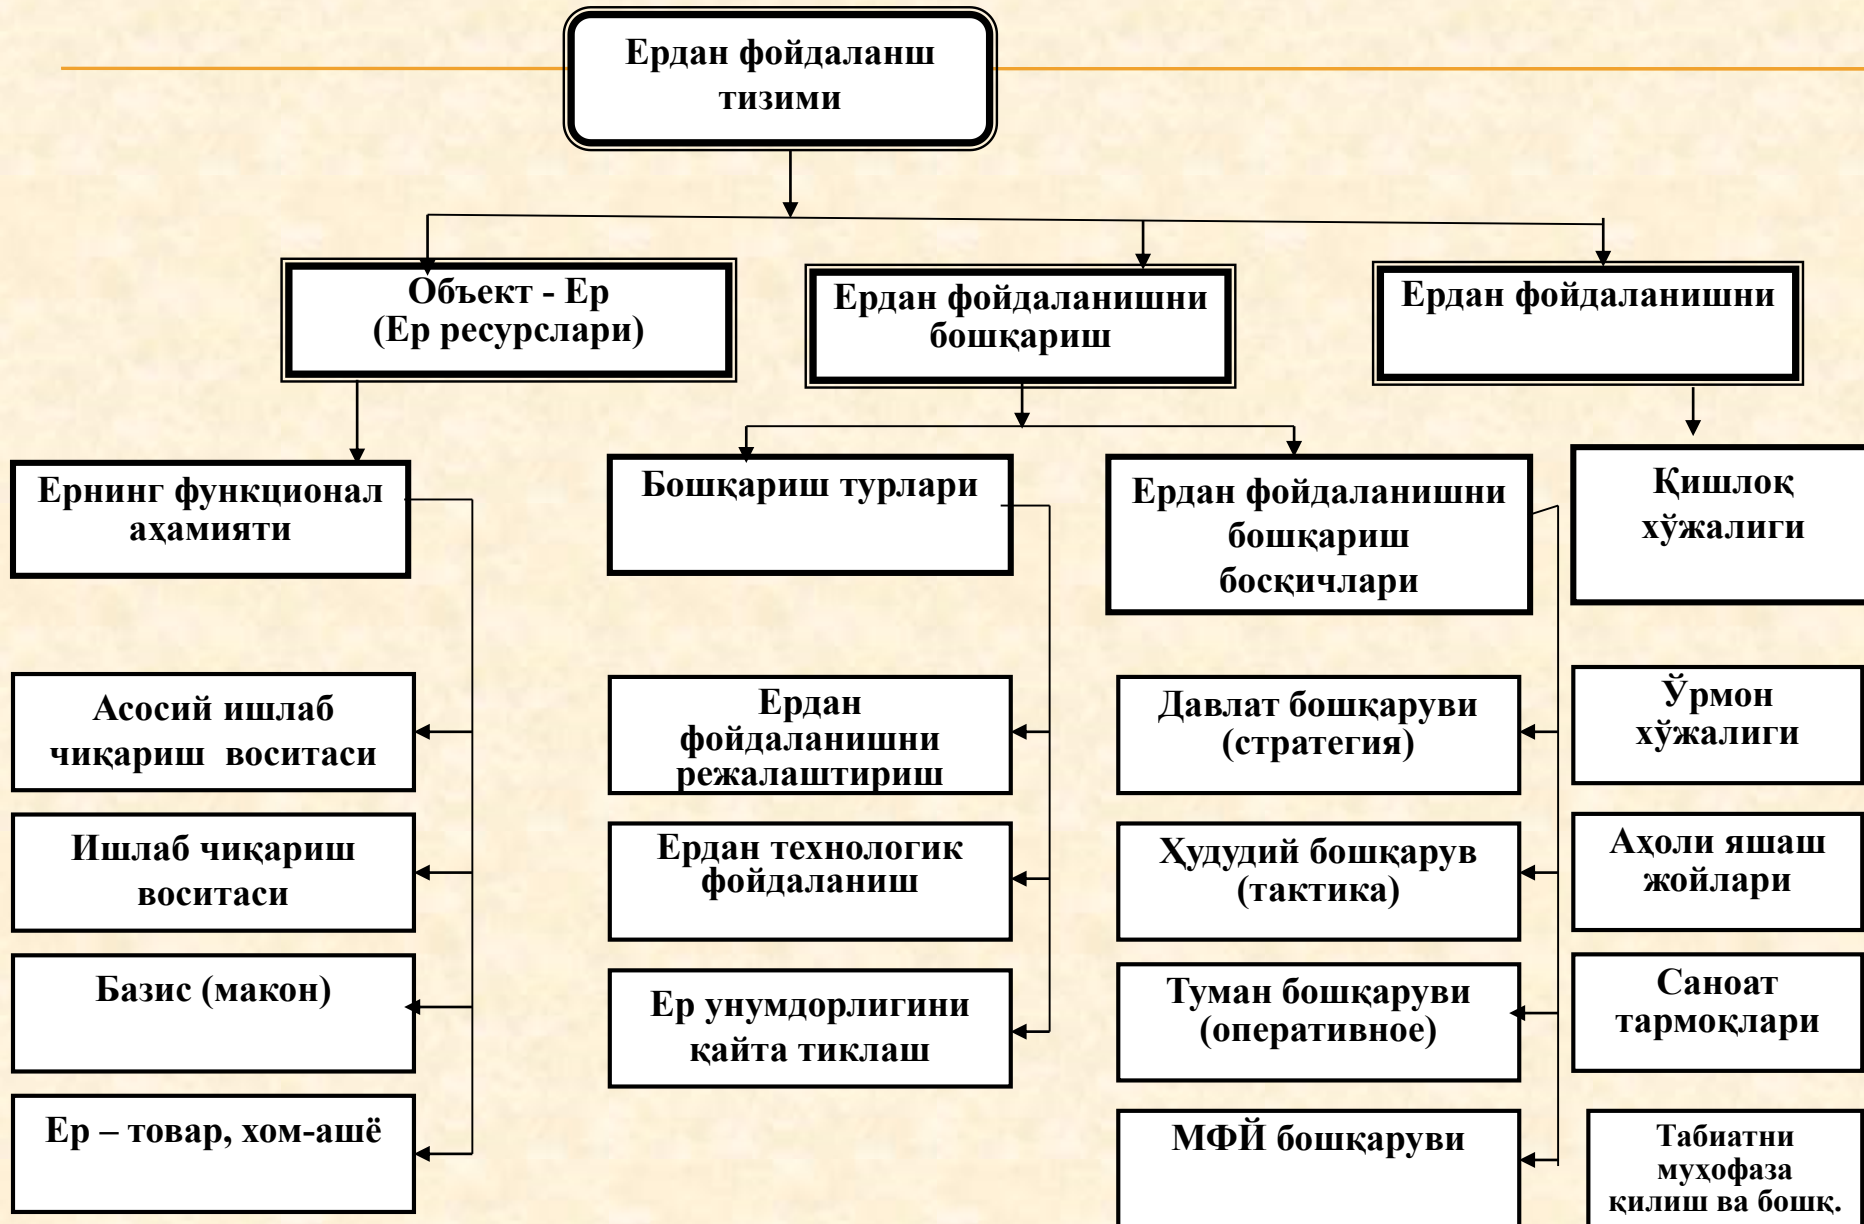 Ердан фойдаланш
тизими
Объект - Ер
(Ер ресурслари)
Ердан фойдаланишни
бошқариш
Ердан фойдаланишни
Ернинг функционал
аҳамияти
Бошқариш турлари
Ердан фойдаланишни
бошқариш
босқичлари
Қишлоқ
хўжалиги
Асосий ишлаб
чиқариш воситаси
Ердан
фойдаланишни
режалаштириш
Давлат бошқаруви
(стратегия)
Ўрмон
хўжалиги
Ишлаб чиқариш
воситаси
Ердан технологик
фойдаланиш
Ҳудудий бошқарув
(тактика)
Аҳоли яшаш
жойлари
Базис (макон)
Ер унумдорлигини
қайта тиклаш
Туман бошқаруви
(оперативное)
Саноат
тармоқлари
Ер – товар, хом-ашё
МФЙ бошқаруви
Табиатни
муҳофаза
қилиш ва бошқ.